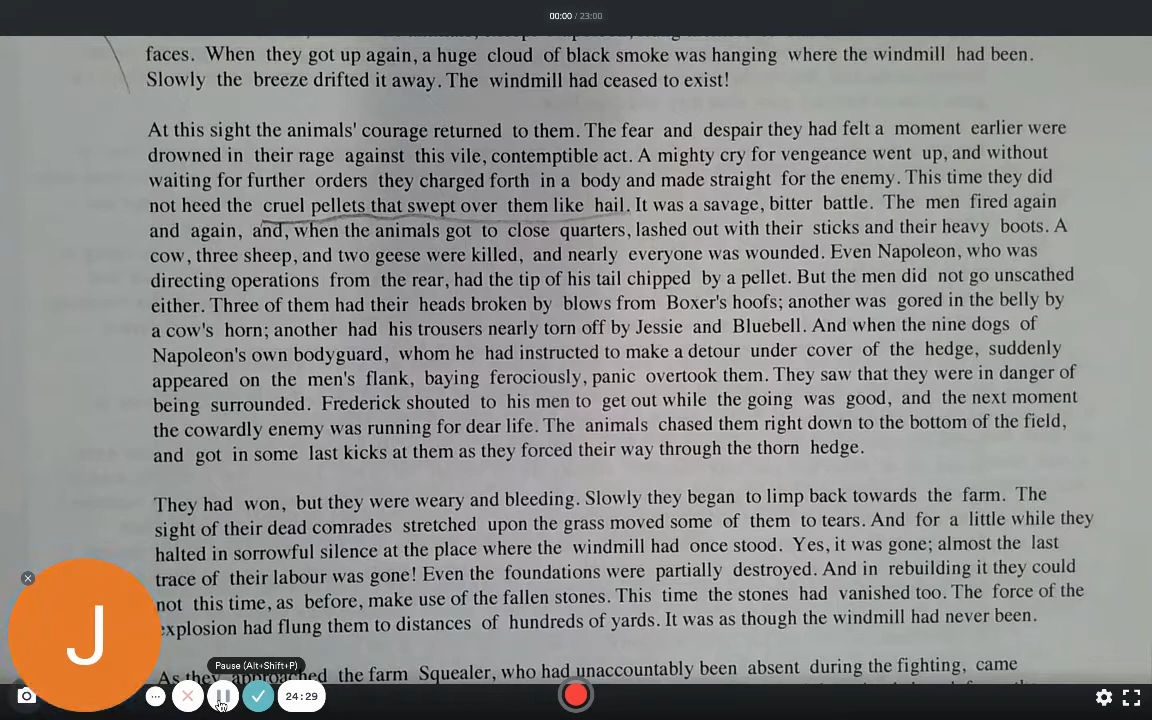 00:00 / 23:00
faces. When they got up again, a huge cloud of black smoke was hanging where the windmill had been.
Slowly the breeze drifted it away. The windmill had ceased to exist!
At this sight the animals' courage returned to them. The fear and despair they had felt a moment earlier were
drowned in their rage against this vile, contemptible act. A mighty cry for vengeance went up, and without
waiting for further orders they charged forth in a body and made straight for the enemy. This time they did
not heed the cruel pellets that swept over them like hail. It was a savage, bitter battle. The men fired again
and again, and, when the animals got to close quarters, lashed out with their sticks and their heavy boots. A
cow, three sheep, and two geese were killed, and nearly everyone was wounded. Even Napoleon, who was
directing operations from the rear, had the tip of his tail chipped by a pellet. But the men did not go unscathed
either. Three of them had their heads broken by blows from Boxer's hoofs; another was gored in the belly by
a cow's horn; another had his trousers nearly torn off by Jessie and Bluebell. And when the nine dogs of
Napoleon's own bodyguard, whom he had instructed to make a detour under cover of the hedge, suddenly
appeared on the men's flank, baying ferociously, panic overtook them. They saw that they were in danger of
being surrounded. Frederick shouted to his men to get out while the going was good, and the next moment
the cowardly enemy was running for dear life. The animals chased them right down to the bottom of the field,
and got in some last kicks at them as they forced their way through the thorn hedge.
They had won, but they were weary and bleeding. Slowly they began to limp back towards the farm. The
sight of their dead comrades stretched upon the grass moved some of them to tears. And for a little while they
halted in sorrowful silence at the place where the windmill had once stood. Yes, it was gone; almost the last
trace of their labour was gone! Even the foundations were partially destroyed. And in rebuilding it they could
not this time, as before, make use of the fallen stones. This time the stones had vanished too. The force of the
explosion had flung them to distances of hundreds of yards. It was as though the windmill had never been.
As they approached the farm Squealer, who had unaccountably been absent during the fighting, came
J
Pause (Alt+Shift+P)
24:29